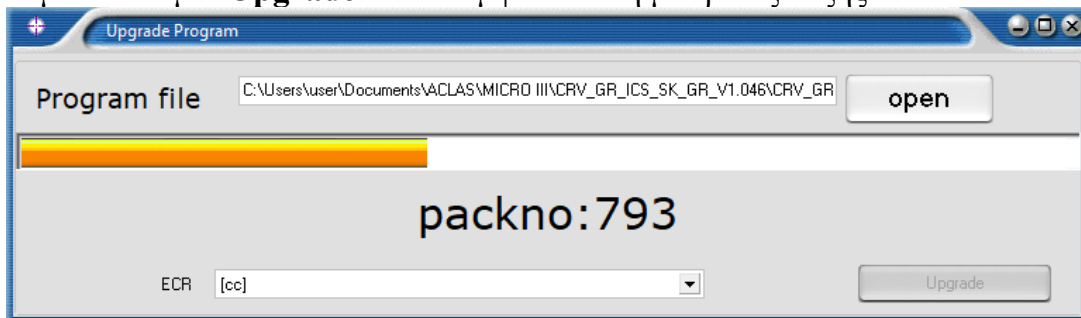 Upgrade
Upgrade Program
Program file C:\Users\user\Documents\ACLAS\MICRO III\CRV_GR_ICS_SK_GR_V1.046\CRV_GR open
packno:793
ECR [cc] Upgrade